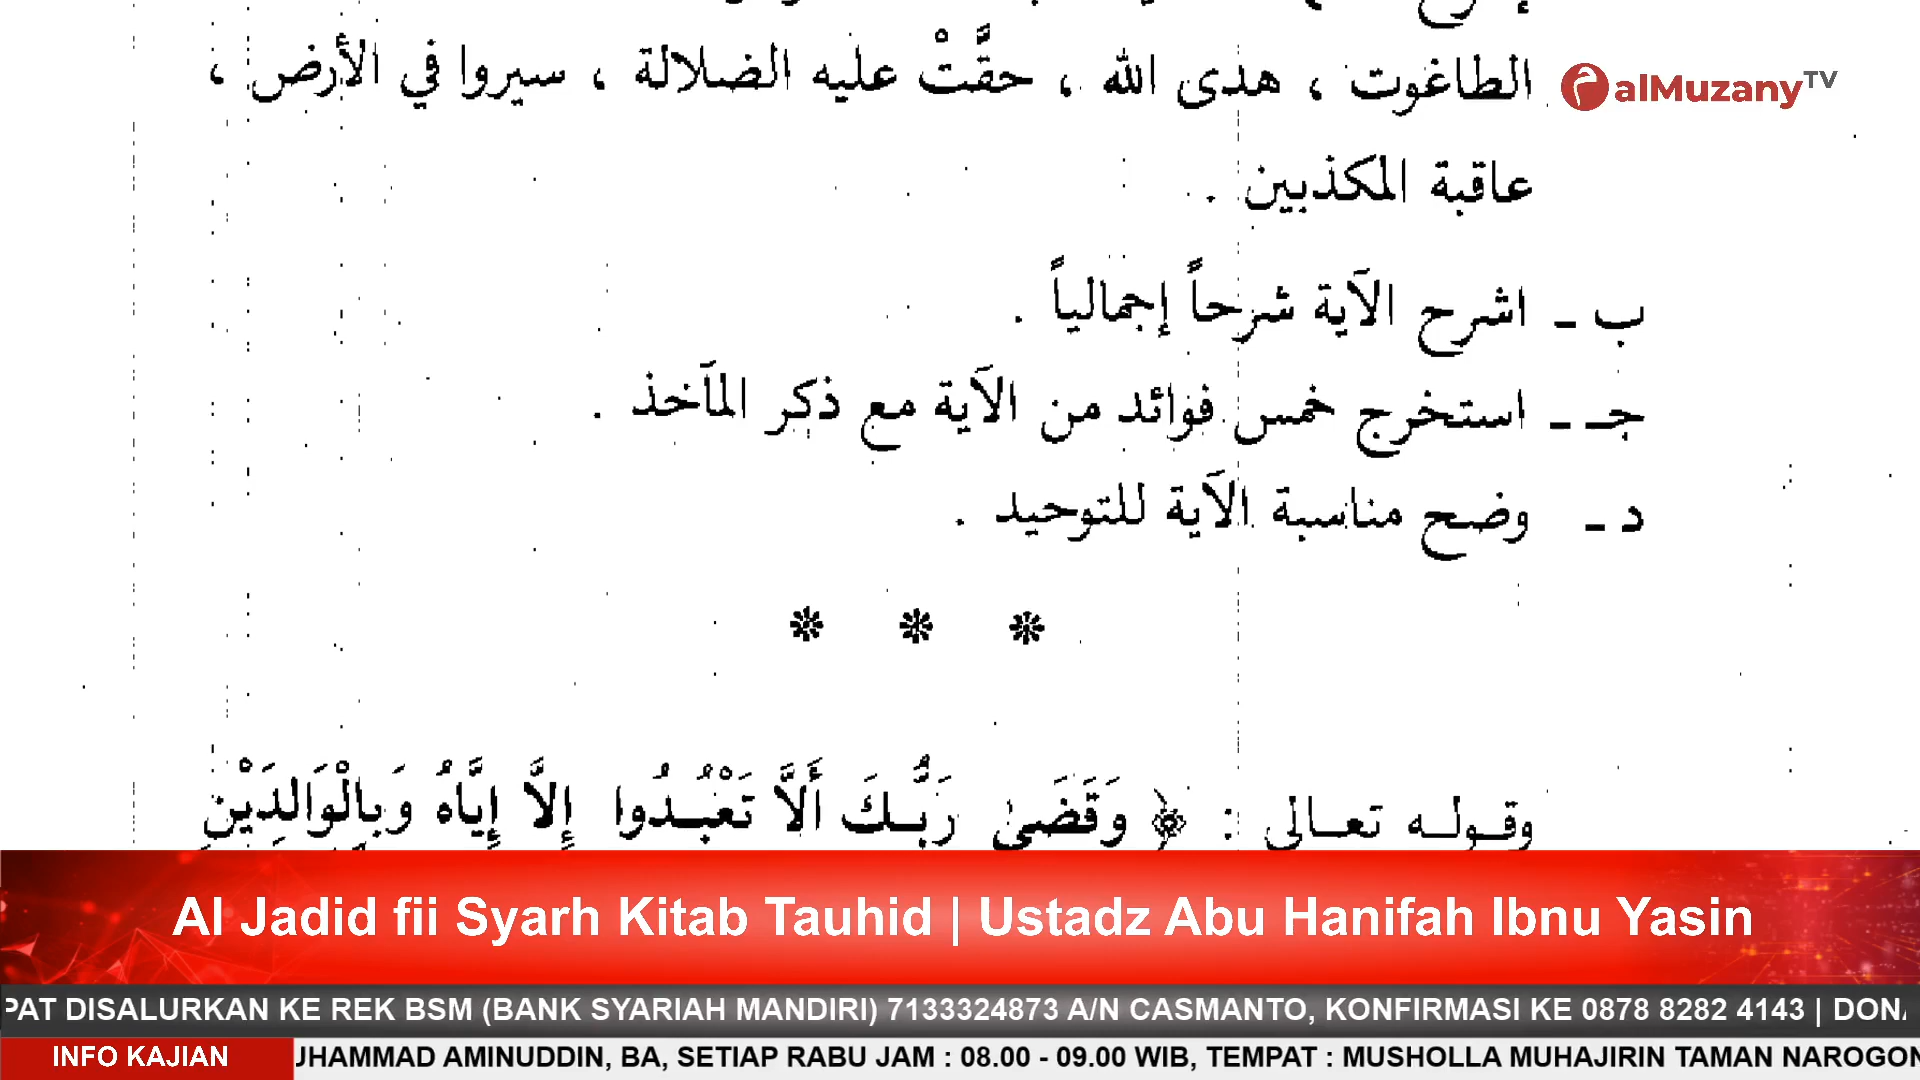 الطاغوت ، هدى الله ، حقَّتْ عليه الضلالة ، سيروا في الأرض ،
alMuzanyTV
عاقبة المكذبين .
ب ـ اشرح الآية شرحاً إجمالياً .
جـ ـ استخرج خمس فوائد من الآية مع ذكر المآخذ .
د ـ وضح مناسبة الآية للتوحيد .
* * *
وقوله تعالى : ﴿ وَقَضَىٰ رَبُّكَ أَلَّا تَعْبُدُوا إِلَّا إِيَّاهُ وَبِالْوَالِدَيْنِ
Al Jadid fii Syarh Kitab Tauhid | Ustadz Abu Hanifah Ibnu Yasin
PAT DISALURKAN KE REK BSM (BANK SYARIAH MANDIRI) 7133324873 A/N CASMANTO, KONFIRMASI KE 0878 8282 4143 | DONA
INFO KAJIAN
UHAMMAD AMINUDDIN, BA, SETIAP RABU JAM : 08.00 - 09.00 WIB, TEMPAT : MUSHOLLA MUHAJIRIN TAMAN NAROGON